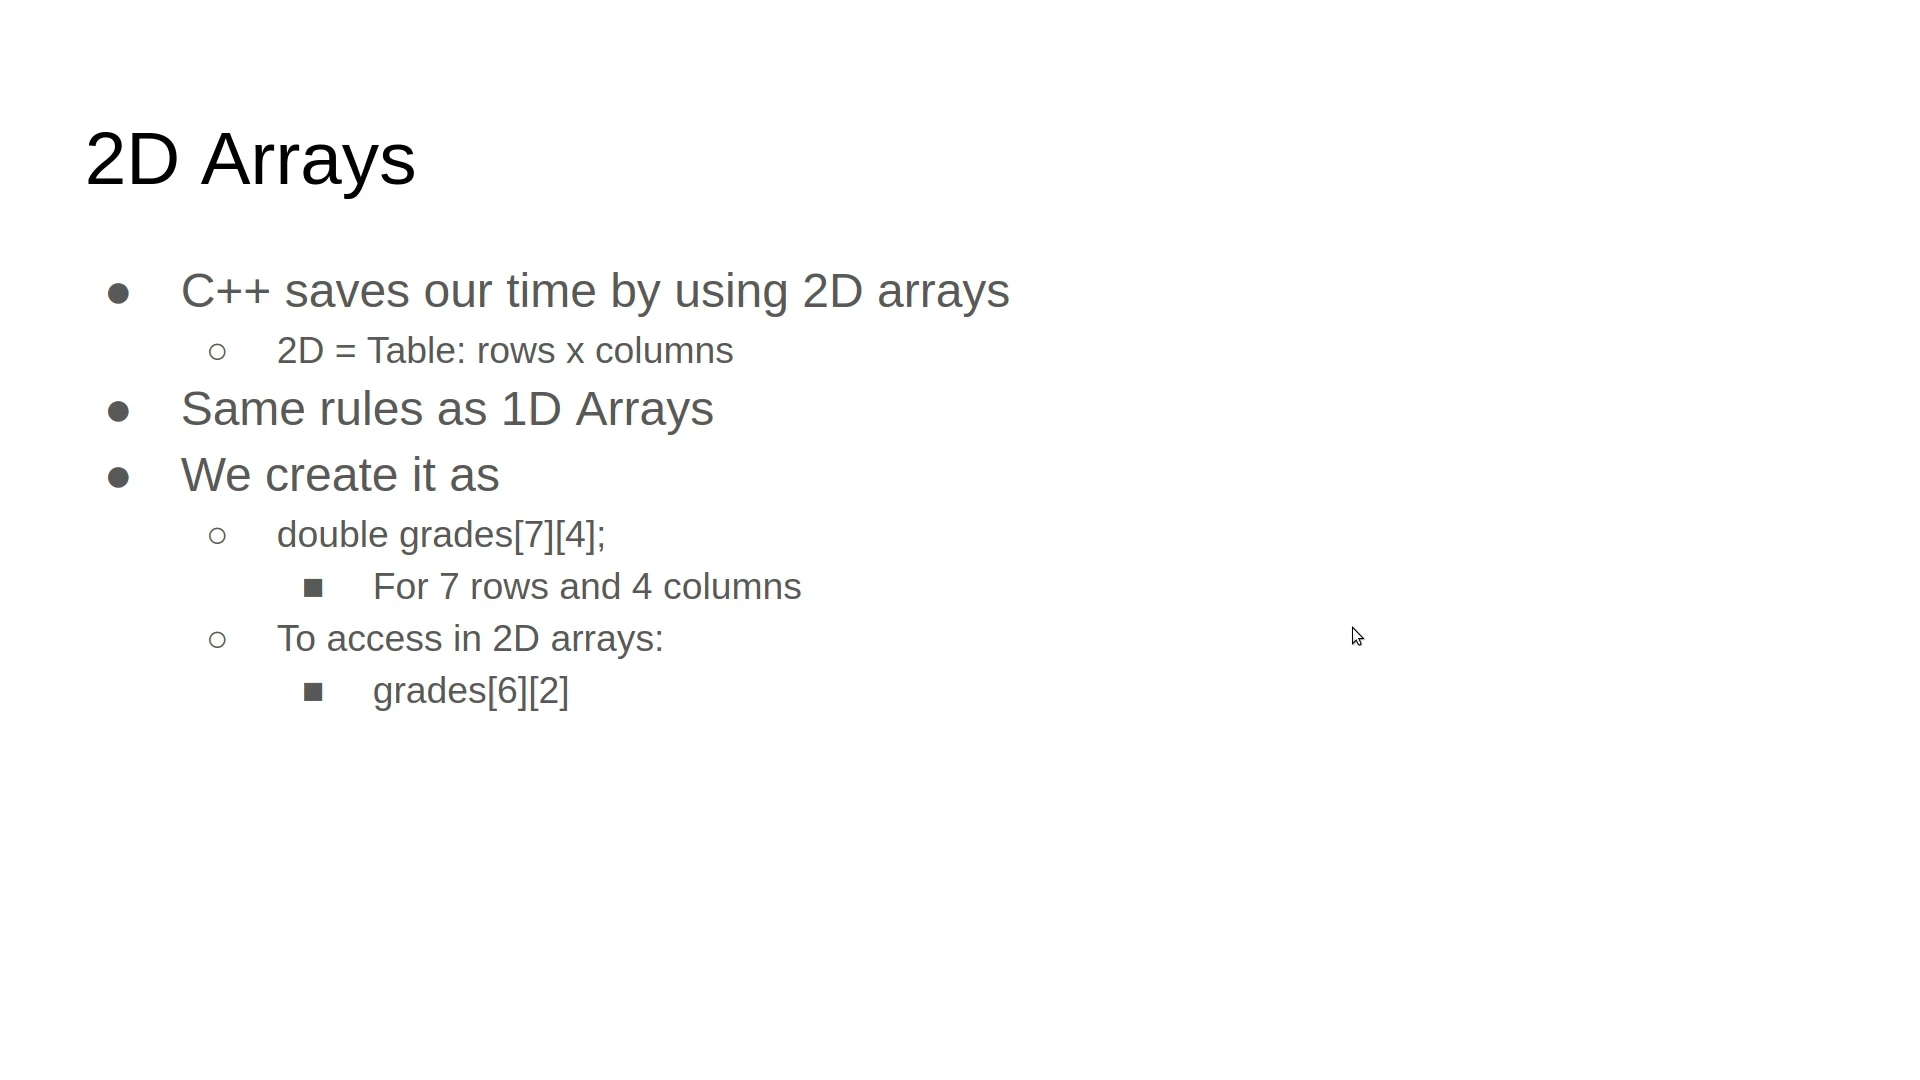 2D Arrays
● C++ saves our time by using 2D arrays
○ 2D = Table: rows x columns
● Same rules as 1D Arrays
● We create it as
○ double grades[7][4];
■ For 7 rows and 4 columns
○ To access in 2D arrays:
■ grades[6][2]